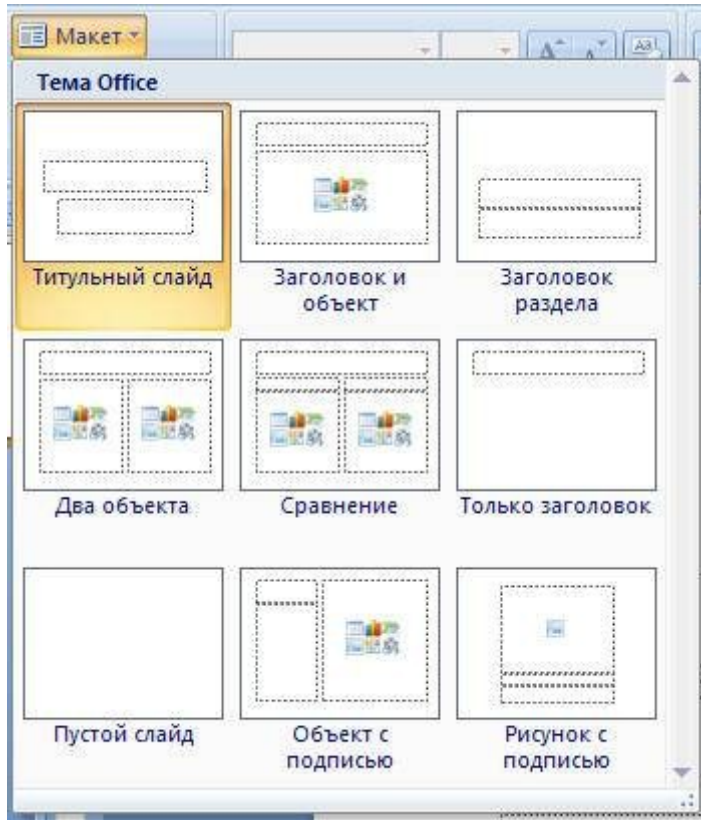 Макет
Тема Office
Титульный слайд
Заголовок и
объект
Заголовок
раздела
Два объекта
Сравнение
Только заголовок
Пустой слайд
Объект с
подписью
Рисунок с
подписью